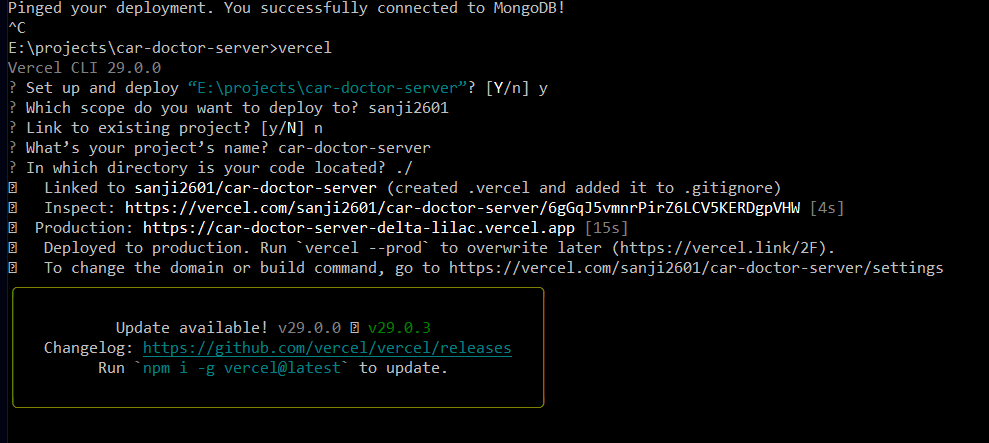 Pinged your deployment. You successfully connected to MongoDB!
^C
E:\projects\car-doctor-server>vercel
Vercel CLI 29.0.0
? Set up and deploy “E:\projects\car-doctor-server”? [Y/n] y
? Which scope do you want to deploy to? sanji2601
? Link to existing project? [y/N] n
? What’s your project’s name? car-doctor-server
? In which directory is your code located? ./
Linked to sanji2601/car-doctor-server (created .vercel and added it to .gitignore)
Inspect: https://vercel.com/sanji2601/car-doctor-server/6gGqJ5vmnrPirZ6LCV5KERDgpVHW [4s]
Production: https://car-doctor-server-delta-lilac.vercel.app [15s]
Deployed to production. Run `vercel --prod` to overwrite later (https://vercel.link/2F).
To change the domain or build command, go to https://vercel.com/sanji2601/car-doctor-server/settings
Update available! v29.0.0 v29.0.3
Changelog: https://github.com/vercel/vercel/releases
Run `npm i -g vercel@latest` to update.